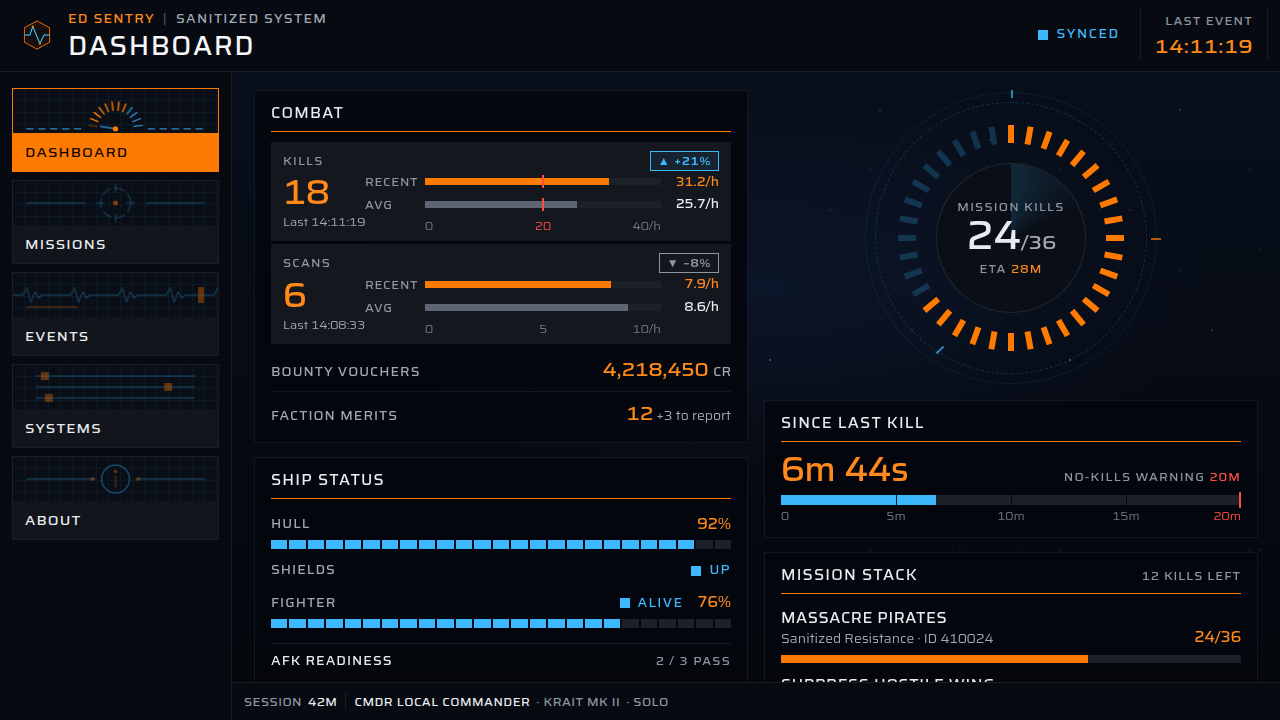 ED SENTRY | SANITIZED SYSTEM
DASHBOARD
SYNCED
LAST EVENT
14:11:19
DASHBOARD
MISSIONS
EVENTS
SYSTEMS
ABOUT
COMBAT
KILLS
▲ +21%
18
RECENT 31.2/h
AVG 25.7/h
Last 14:11:19
0 20 40/h
SCANS
▼ -8%
6
RECENT 7.9/h
AVG 8.6/h
Last 14:08:33
0 5 10/h
BOUNTY VOUCHERS 4,218,450 CR
FACTION MERITS 12 +3 to report
SHIP STATUS
HULL 92%
SHIELDS UP
FIGHTER ALIVE 76%
AFK READINESS 2 / 3 PASS
MISSION KILLS
24/36
ETA 28M
SINCE LAST KILL
6m 44s NO-KILLS WARNING 20M
0 5m 10m 15m 20m
MISSION STACK 12 KILLS LEFT
MASSACRE PIRATES
Sanitized Resistance · ID 410024 24/36
SUPPRESS HOSTILE WING
SESSION 42M CMDR LOCAL COMMANDER · KRAIT MK II · SOLO